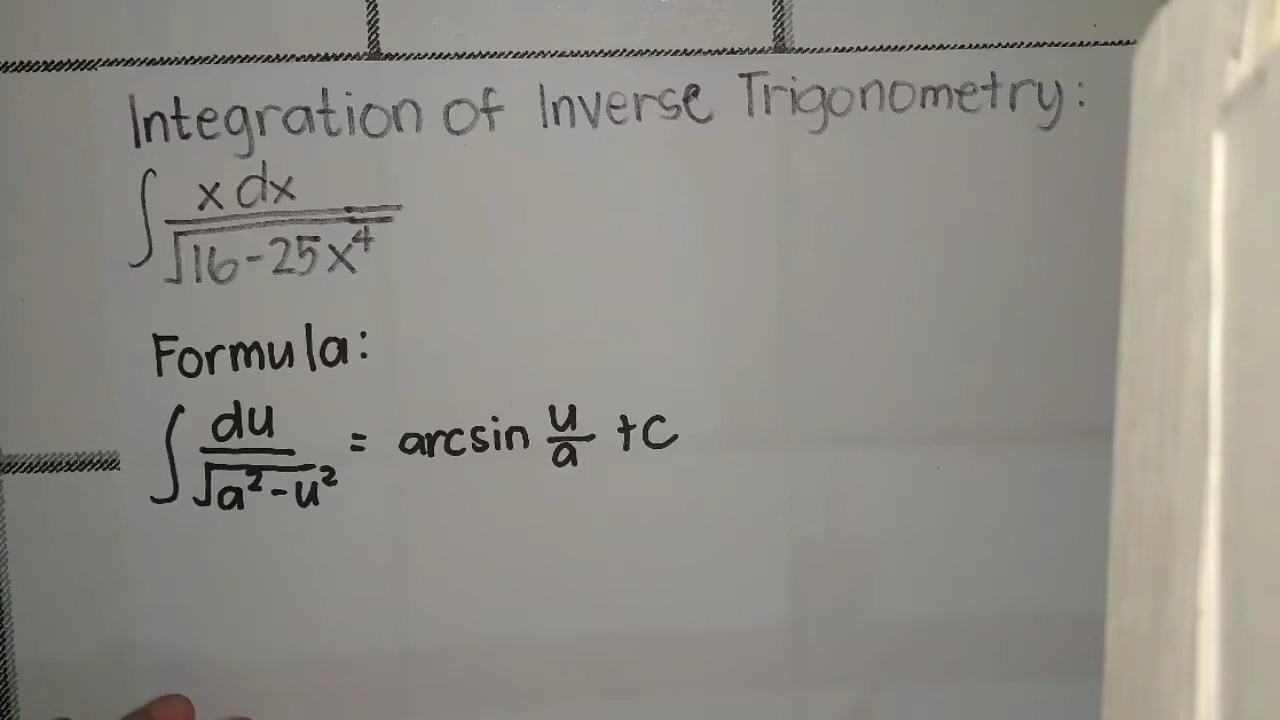 Integration of Inverse Trigonometry:
∫ x dx / √(16-25x⁴)
Formula:
∫ du / √(a²-u²) = arcsin u/a + C